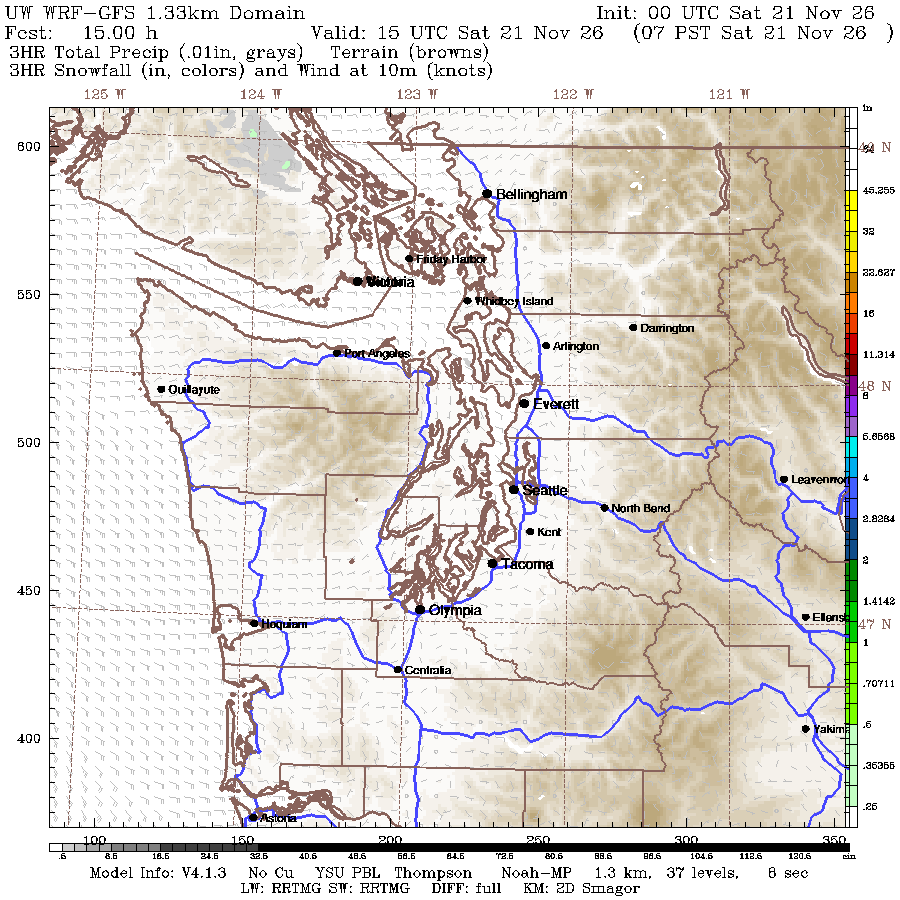 UW WRF-GFS 1.33km Domain Init: 00 UTC Sat 21 Nov 26
Fcst: 15.00 h Valid: 15 UTC Sat 21 Nov 26 (07 PST Sat 21 Nov 26 )
3HR Total Precip (.01in, grays) Terrain (browns)
3HR Snowfall (in, colors) and Wind at 10m (knots)
125 W 124 W 123 W 122 W 121 W
in
600
49 N
Bellingham
45.255
32
Friday Harbor
Victoria
22.627
550
Whidbey Island
16
Darrington
Arlington
Port Angeles
11.314
48 N
Quillayute
8
Everett
5.6568
500
Leavenwor
4
Seattle
North Bend
2.8284
Kent
2
Tacoma
450
1.4142
Olympia
Ellens
Hoquiam
47 N
1
Centralia
.70711
.5
Yakim
400
.35355
.25
Astoria
100 150 200 250 300 350
.5 8.5 16.5 24.5 32.5 40.5 48.5 56.5 64.5 72.5 80.5 88.5 96.5 104.5 112.5 120.5 cin
Model Info: V4.1.3 No Cu YSU PBL Thompson Noah-MP 1.3 km, 37 levels, 8 sec
LW: RRTMG SW: RRTMG DIFF: full KM: 2D Smagor